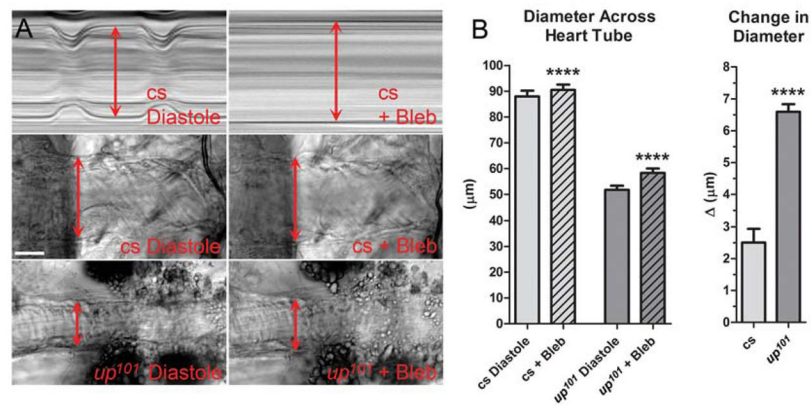 A
cs
Diastole
cs
+ Bleb
cs Diastole
cs + Bleb
up101 Diastole
up101 + Bleb
B
Diameter Across
Heart Tube
(μm)
100
90
80
70
60
50
40
30
20
10
0
****
****
cs Diastole
cs + Bleb
up101 Diastole
up101 + Bleb
Change in
Diameter
Δ (μm)
8
7
6
5
4
3
2
1
0
****
cs
up101